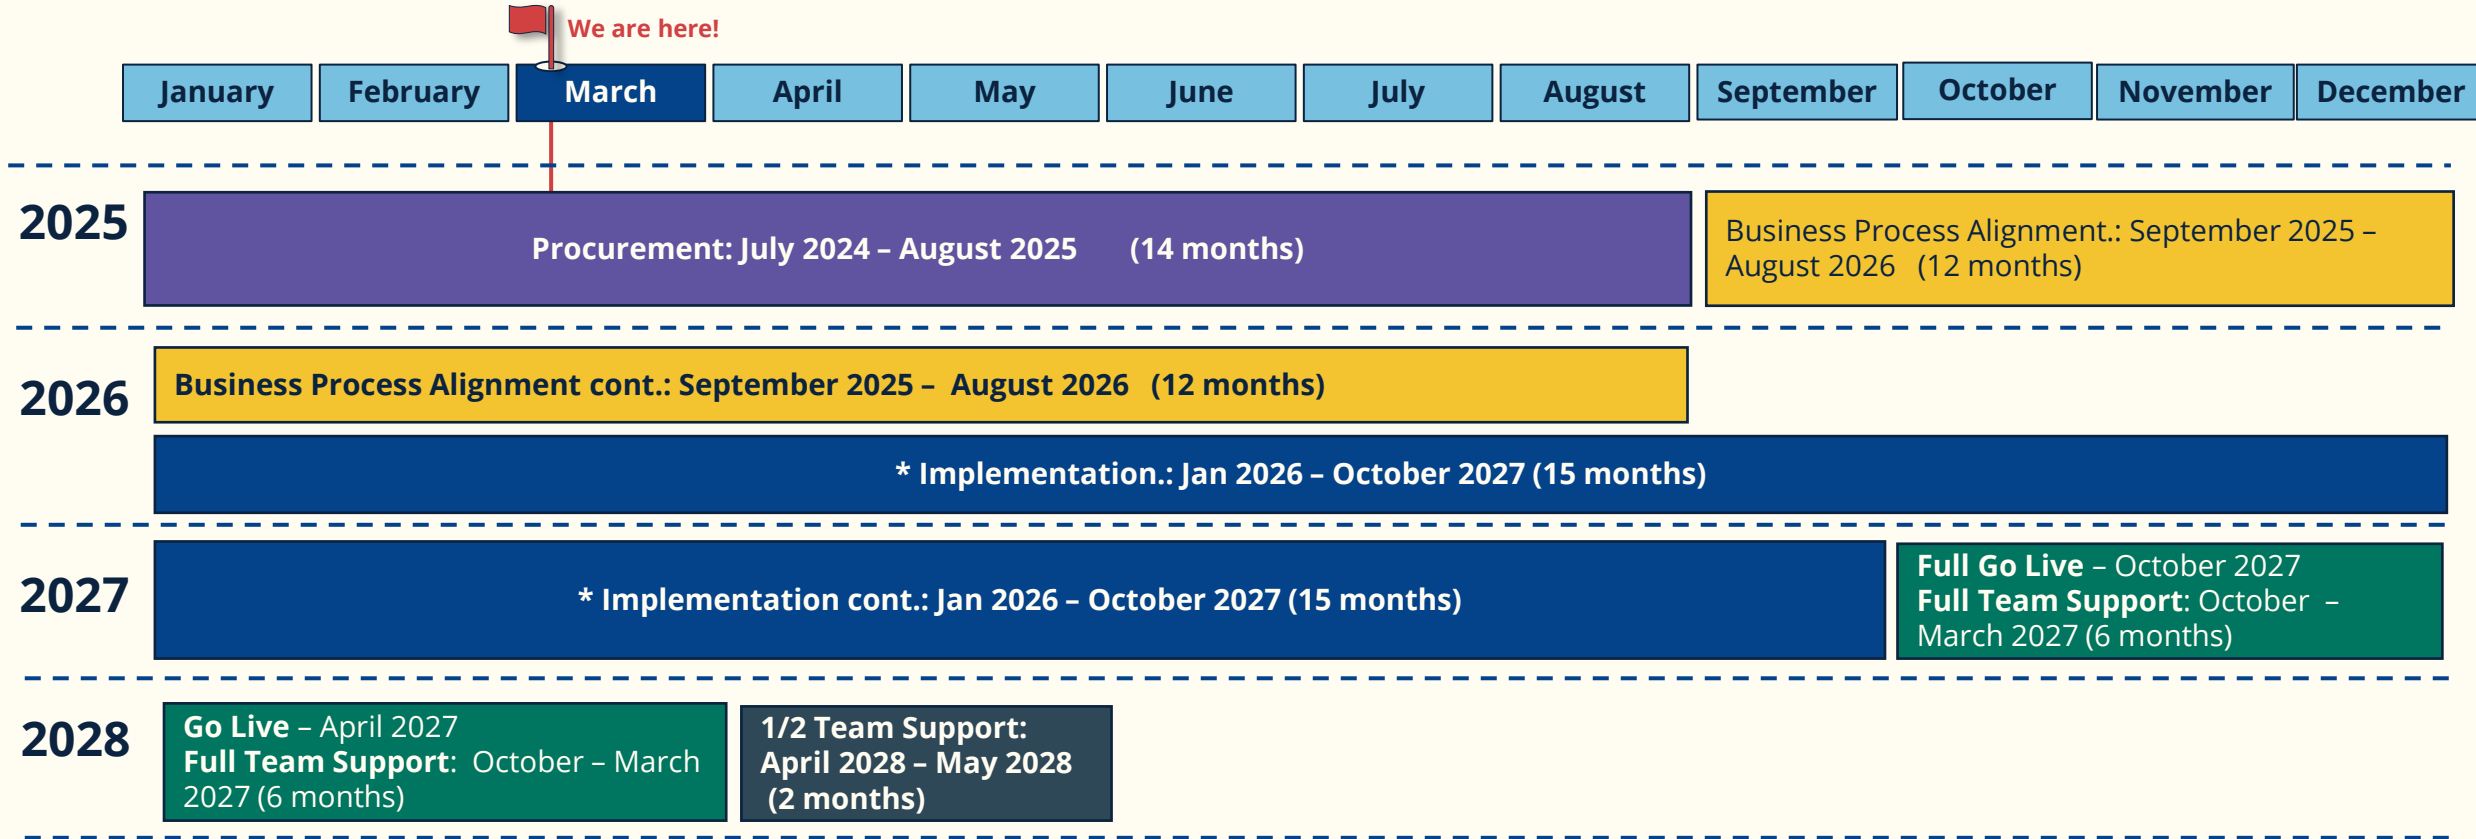 We are here!
January February March April May June July August September October November December
2025
Procurement: July 2024 – August 2025 (14 months)
Business Process Alignment.: September 2025 –
August 2026 (12 months)
2026
Business Process Alignment cont.: September 2025 – August 2026 (12 months)
* Implementation.: Jan 2026 – October 2027 (15 months)
2027
* Implementation cont.: Jan 2026 – October 2027 (15 months)
Full Go Live – October 2027
Full Team Support: October –
March 2027 (6 months)
2028
Go Live – April 2027
Full Team Support: October – March
2027 (6 months)
1/2 Team Support:
April 2028 – May 2028
(2 months)